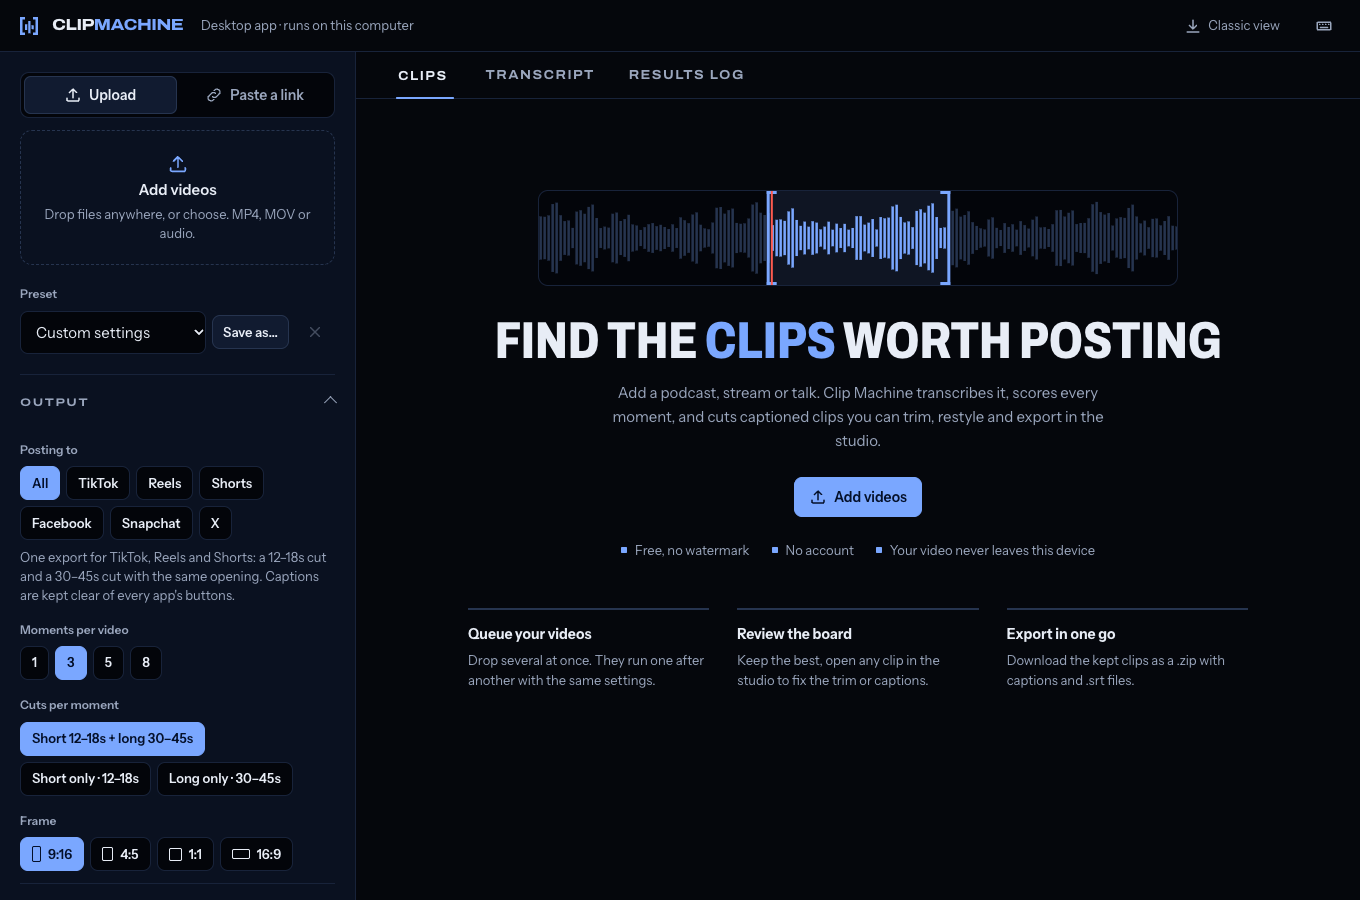 CLIPMACHINE
Desktop app · runs on this computer
Classic view
Upload
Paste a link
Add videos
Drop files anywhere, or choose. MP4, MOV or
audio.
Preset
Custom settings
Save as...
OUTPUT
Posting to
All
TikTok
Reels
Shorts
Facebook
Snapchat
X
One export for TikTok, Reels and Shorts: a 12–18s cut
and a 30–45s cut with the same opening. Captions
are kept clear of every app's buttons.
Moments per video
1
3
5
8
Cuts per moment
Short 12–18s + long 30–45s
Short only · 12–18s
Long only · 30–45s
Frame
9:16
4:5
1:1
16:9
CLIPS
TRANSCRIPT
RESULTS LOG
FIND THE CLIPS WORTH POSTING
Add a podcast, stream or talk. Clip Machine transcribes it, scores every
moment, and cuts captioned clips you can trim, restyle and export in the
studio.
Add videos
Free, no watermark
No account
Your video never leaves this device
Queue your videos
Drop several at once. They run one after
another with the same settings.
Review the board
Keep the best, open any clip in the
studio to fix the trim or captions.
Export in one go
Download the kept clips as a .zip with
captions and .srt files.